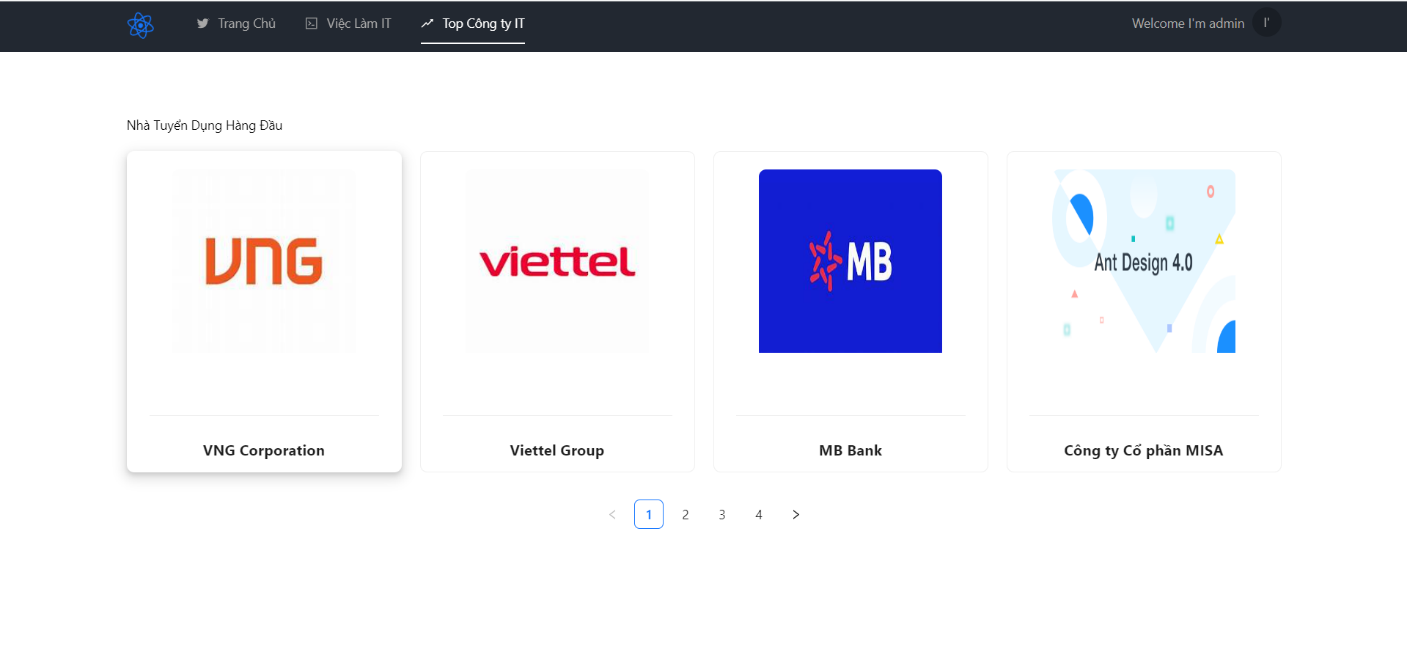 Trang Chủ Việc Làm IT Top Công ty IT Welcome I'm admin I'
Nhà Tuyển Dụng Hàng Đầu
VNG viettel MB Ant Design 4.0
VNG Corporation Viettel Group MB Bank Công ty Cổ phần MISA
< 1 2 3 4 >